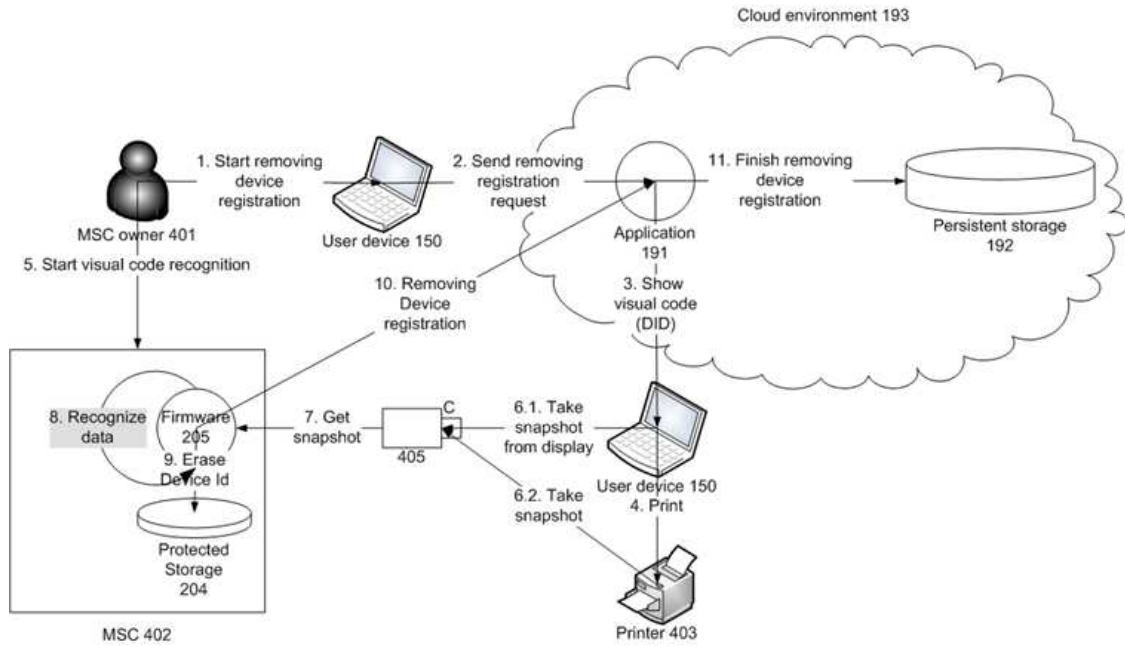 Cloud environment 193
1. Start removing
device
registration
2. Send removing
registration
request
11. Finish removing
device
registration
MSC owner 401
User device 150
Application
191
Persistent storage
192
5. Start visual code recognition
10. Removing
Device
registration
3. Show
visual code
(DID)
8. Recognize
data
Firmware
205
9. Erase
Device Id
7. Get
snapshot
C
405
6.1. Take
snapshot
from display
User device 150
4. Print
6.2. Take
snapshot
Protected
Storage
204
Printer 403
MSC 402